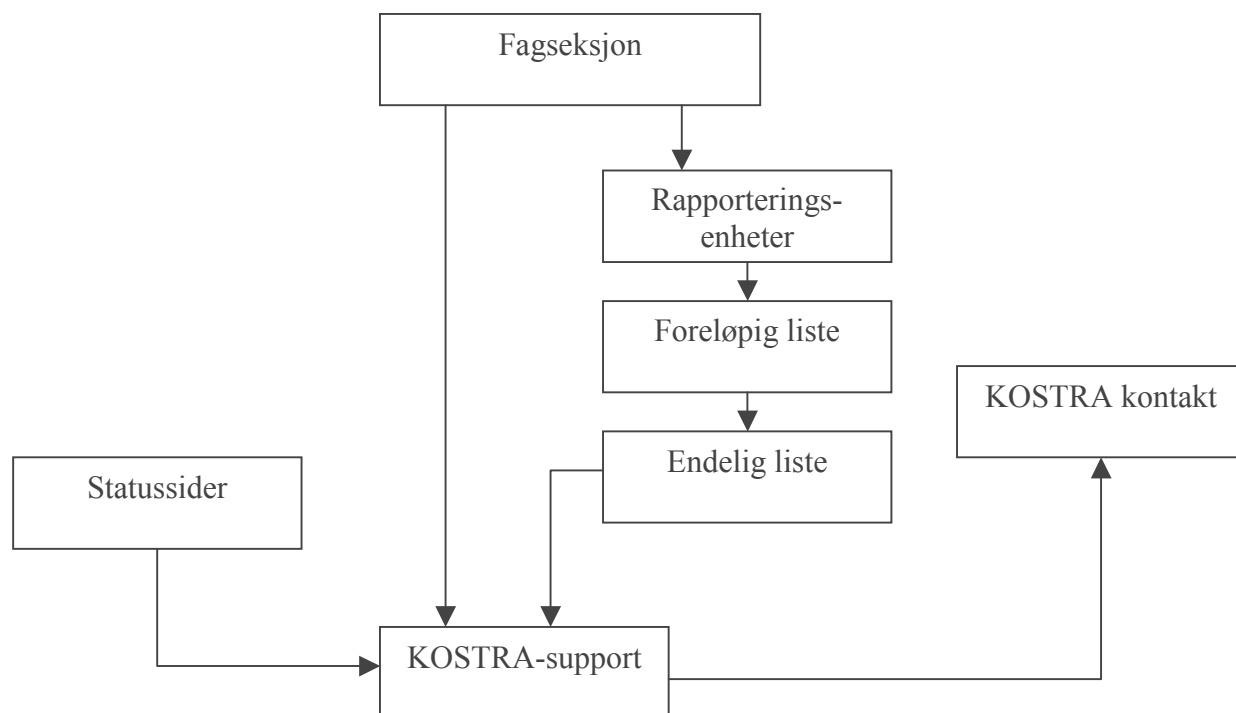 Fagseksjon
Rapporterings-
enheter
Foreløpig liste
KOSTRA kontakt
Endelig liste
Statussider
KOSTRA-support